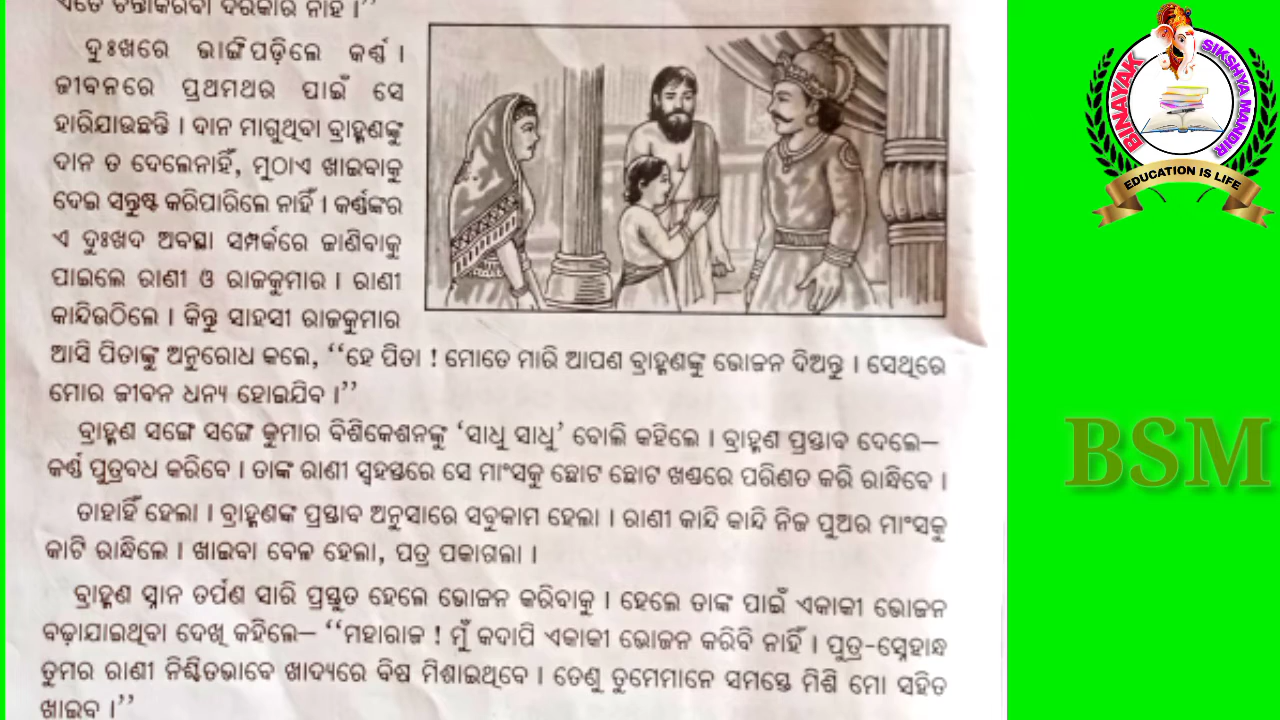 ଏତେ ଚିନ୍ତାକରିବା ଦରକାର ନାହିଁ ।’’
ଦୁଃଖରେ ଭାଙ୍ଗିପଡ଼ିଲେ କର୍ଣ୍ଣ ।
ଜୀବନରେ ପ୍ରଥମଥର ପାଇଁ ସେ
ହାରିଯାଉଛନ୍ତି । ଦାନ ମାଗୁଥିବା ବ୍ରାହ୍ମଣଙ୍କୁ
ଦାନ ତ ଦେଲେନାହିଁ, ମୁଠାଏ ଖାଇବାକୁ
ଦେଇ ସନ୍ତୁଷ୍ଟ କରିପାରିଲେ ନାହିଁ । କର୍ଣ୍ଣଙ୍କର
ଏ ଦୁଃଖଦ ଅବସ୍ଥା ସମ୍ପର୍କରେ ଜାଣିବାକୁ
ପାଇଲେ ରାଣୀ ଓ ରାଜକୁମାର । ରାଣୀ
କାନ୍ଦିଉଠିଲେ । କିନ୍ତୁ ସାହସୀ ରାଜକୁମାର
ଆସି ପିତାଙ୍କୁ ଅନୁରୋଧ କଲେ, ‘‘ହେ ପିତା ! ମୋତେ ମାରି ଆପଣ ବ୍ରାହ୍ମଣଙ୍କୁ ଭୋଜନ ଦିଅନ୍ତୁ । ସେଥିରେ
ମୋର ଜୀବନ ଧନ୍ୟ ହୋଇଯିବ ।’’
ବ୍ରାହ୍ମଣ ସଙ୍ଗେ ସଙ୍ଗେ କୁମାର ବିଶିକେଶନଙ୍କୁ ‘ସାଧୁ ସାଧୁ’ ବୋଲି କହିଲେ । ବ୍ରାହ୍ମଣ ପ୍ରସ୍ତାବ ଦେଲେ–
କର୍ଣ୍ଣ ପୁତ୍ରବଧ କରିବେ । ତାଙ୍କ ରାଣୀ ସ୍ୱହସ୍ତରେ ସେ ମାଂସକୁ ଛୋଟ ଛୋଟ ଖଣ୍ଡରେ ପରିଣତ କରି ରାନ୍ଧିବେ ।
ତାହାହିଁ ହେଲା । ବ୍ରାହ୍ମଣଙ୍କ ପ୍ରସ୍ତାବ ଅନୁସାରେ ସବୁକାମ ହେଲା । ରାଣୀ କାନ୍ଦି କାନ୍ଦି ନିଜ ପୁଅର ମାଂସକୁ
କାଟି ରାନ୍ଧିଲେ । ଖାଇବା ବେଳ ହେଲା, ପତ୍ର ପକାଗଲା ।
ବ୍ରାହ୍ମଣ ସ୍ନାନ ତର୍ପଣ ସାରି ପ୍ରସ୍ତୁତ ହେଲେ ଭୋଜନ କରିବାକୁ । ହେଲେ ତାଙ୍କ ପାଇଁ ଏକାକୀ ଭୋଜନ
ବଢ଼ାଯାଇଥିବା ଦେଖି କହିଲେ– ‘‘ମହାରାଜ ! ମୁଁ କଦାପି ଏକାକୀ ଭୋଜନ କରିବି ନାହିଁ । ପୁତ୍ର-ସ୍ନେହାନ୍ଧ
ତୁମର ରାଣୀ ନିଶ୍ଚିତଭାବେ ଖାଦ୍ୟରେ ବିଷ ମିଶାଇଥିବେ । ତେଣୁ ତୁମେମାନେ ସମସ୍ତେ ମିଶି ମୋ ସହିତ
ଖାଇବ ।’’
BINAYAK SIKSHYA MANDIR
EDUCATION IS LIFE
BSM